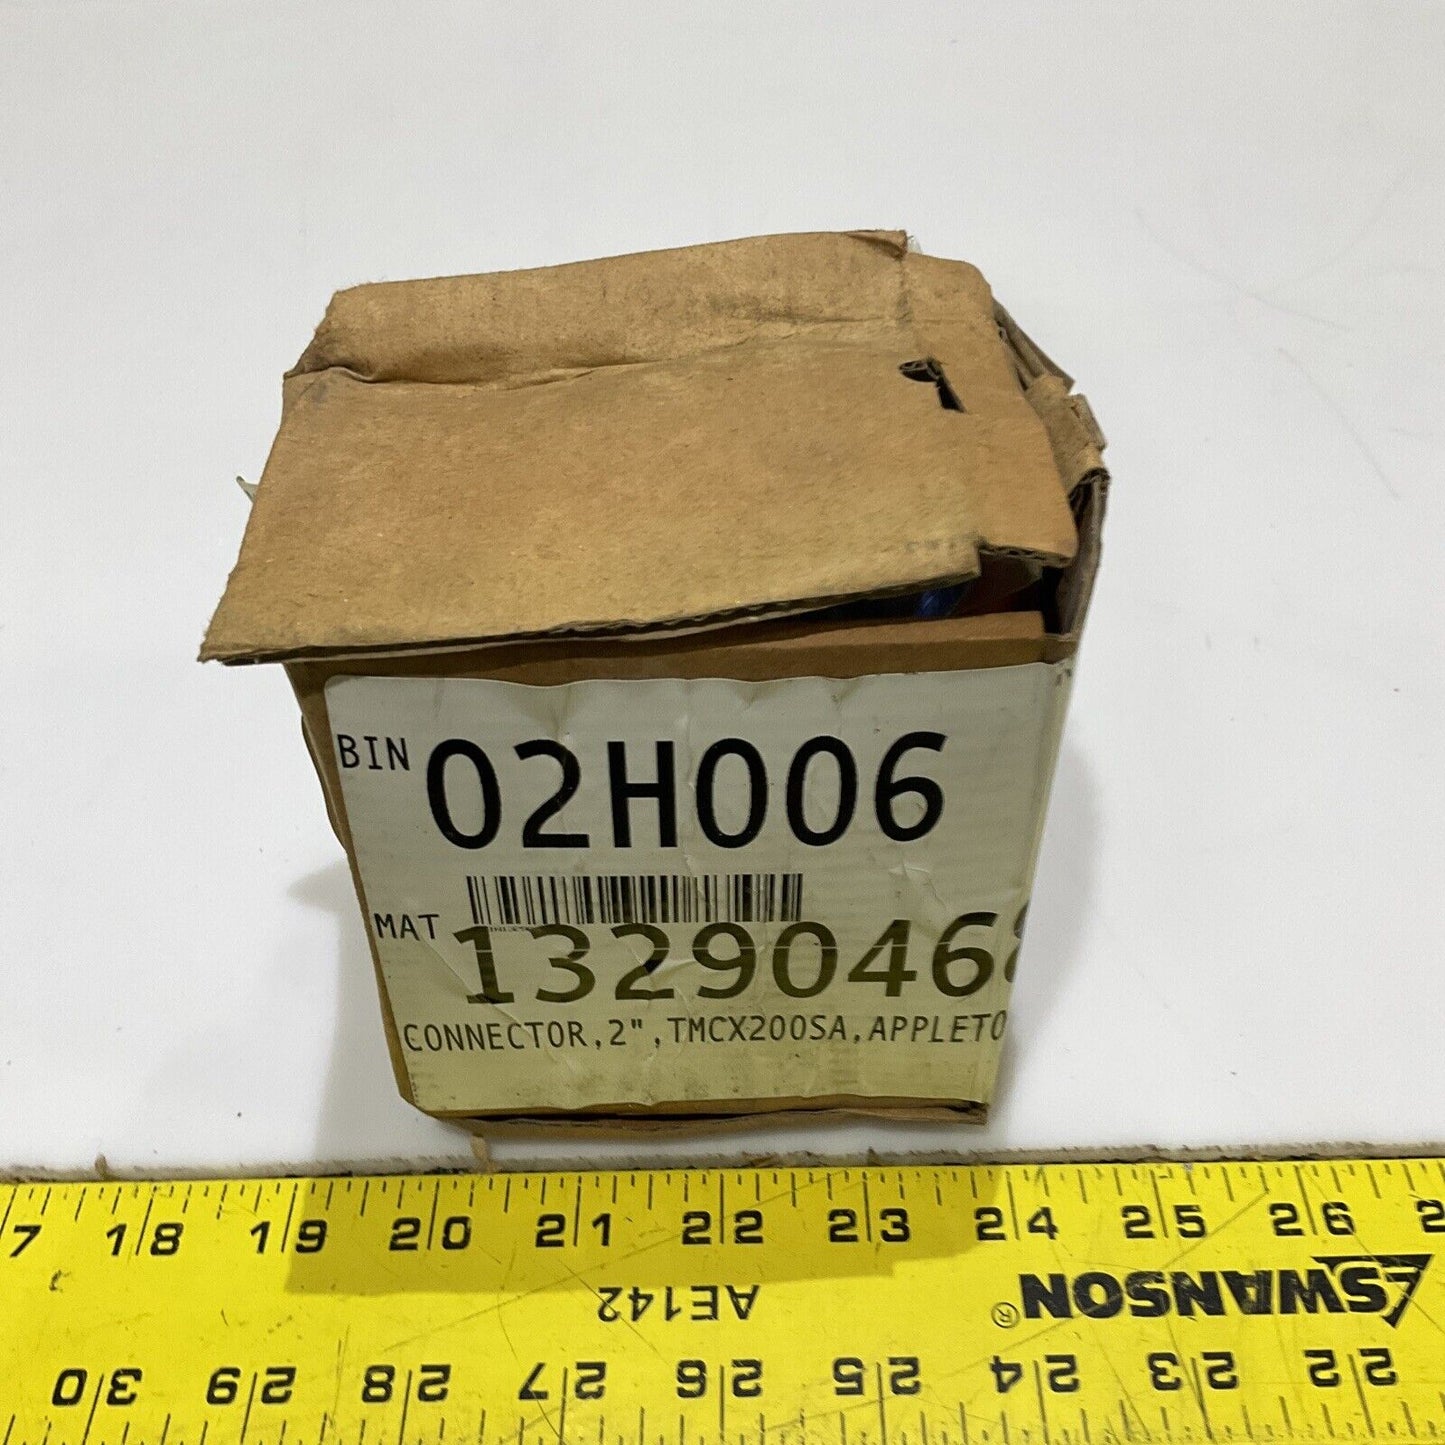 BIN 02H006
MAT 1329046
CONNECTOR,2",TMCX200SA,APPLETO
7 18 19 20 21 22 23 24 25 26 2
AE142 SWANSON®
30 29 28 27 26 25 24 23 22